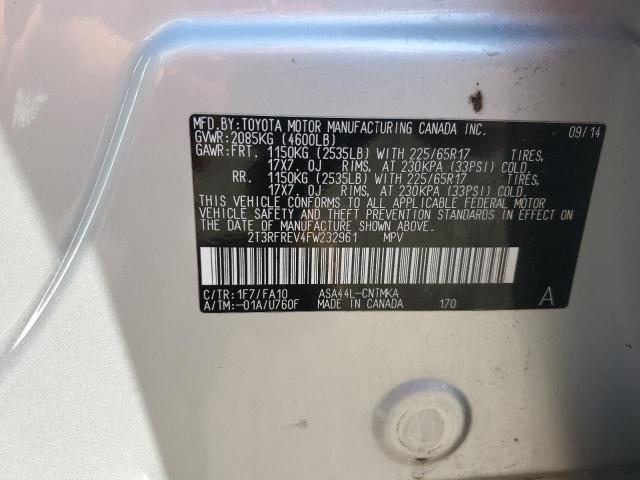 MFD.BY:TOYOTA MOTOR MANUFACTURING CANADA INC. 09/14
GVWR:2085KG (4600LB)
GAWR:FRT. 1150KG (2535LB) WITH 225/65R17 TIRES,
17X7.0J RIMS, AT 230KPA (33PSI) COLD.
RR. 1150KG (2535LB) WITH 225/65R17 TIRES,
17X7.0J RIMS, AT 230KPA (33PSI) COLD.
THIS VEHICLE CONFORMS TO ALL APPLICABLE FEDERAL MOTOR
VEHICLE SAFETY AND THEFT PREVENTION STANDARDS IN EFFECT ON
THE DATE OF MANUFACTURE SHOWN ABOVE.
2T3RFREV4FW232961 MPV
C/TR:1F7/FA10 ASA44L-CNTMKA
A/TM:-01A/U760F MADE IN CANADA 170 A